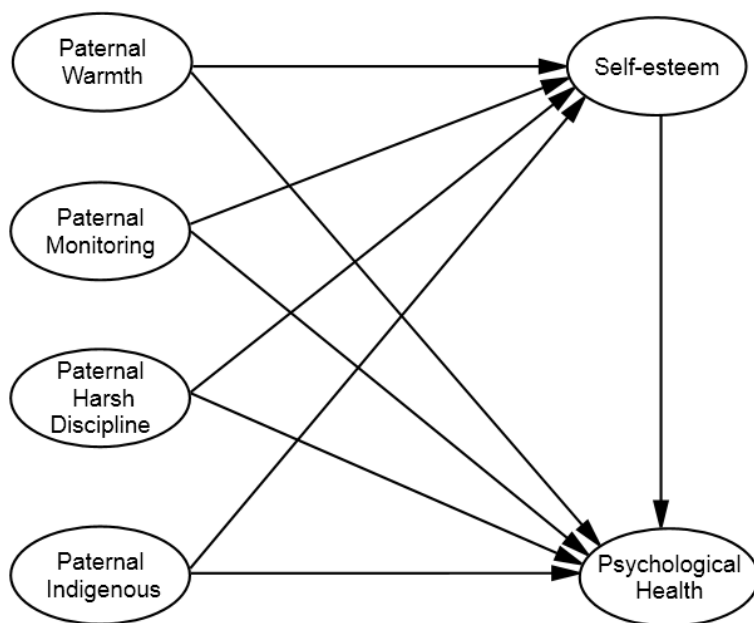 Paternal
Warmth
Self-esteem
Paternal
Monitoring
Paternal
Harsh
Discipline
Paternal
Indigenous
Psychological
Health